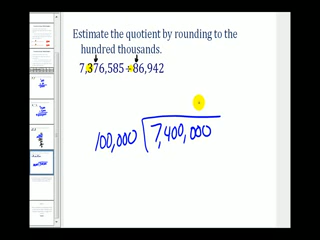 Estimate the quotient by rounding to the
hundred thousands.
7,376,585 ÷ 86,942
100,000 7,400,000